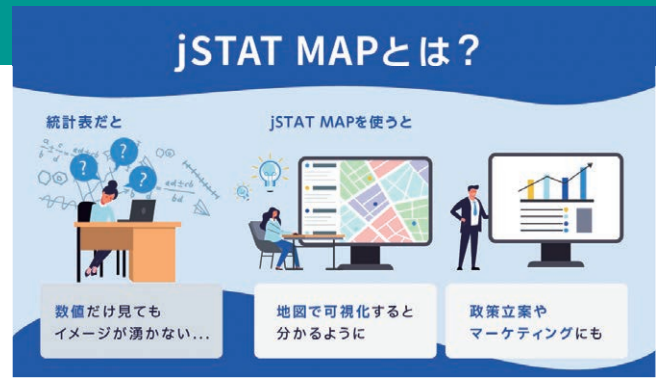 jSTAT MAPとは?
統計表だと
jSTAT MAPを使うと
? ? ?
数値だけ見ても
イメージが湧かない...
地図で可視化すると
分かるように
政策立案や
マーケティングにも